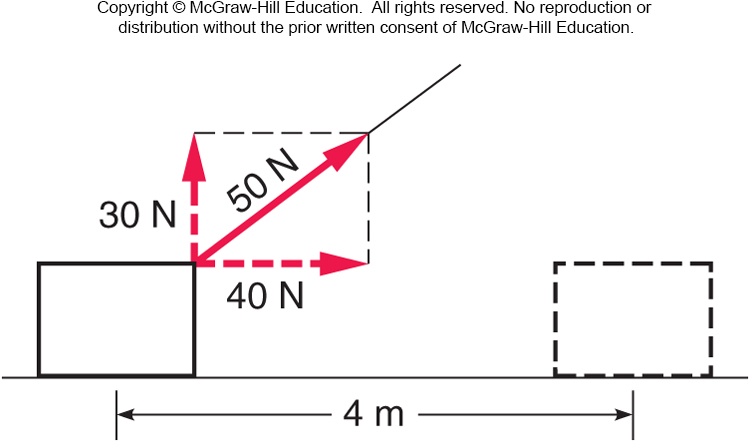 Copyright © McGraw-Hill Education.  All rights reserved. No reproduction or
distribution without the prior written consent of McGraw-Hill Education.
50 N
30 N
40 N
4 m